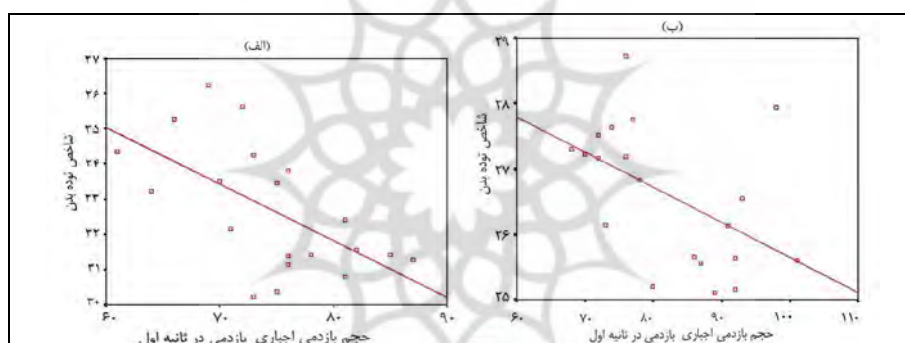 (الف)
شاخص توده بدن
۳۷
۳۶
۳۵
۳۴
۳۳
۳۲
۳۱
۳۰
۶۰ ۷۰ ۸۰ ۹۰
حجم بازدمی اجباری بازدمی در ثانیه اول
(ب)
شاخص توده بدن
۲۹
۲۸
۲۷
۲۶
۲۵
۶۰ ۷۰ ۸۰ ۹۰ ۱۰۰ ۱۱۰
حجم بازدمی اجباری بازدمی در ثانیه اول